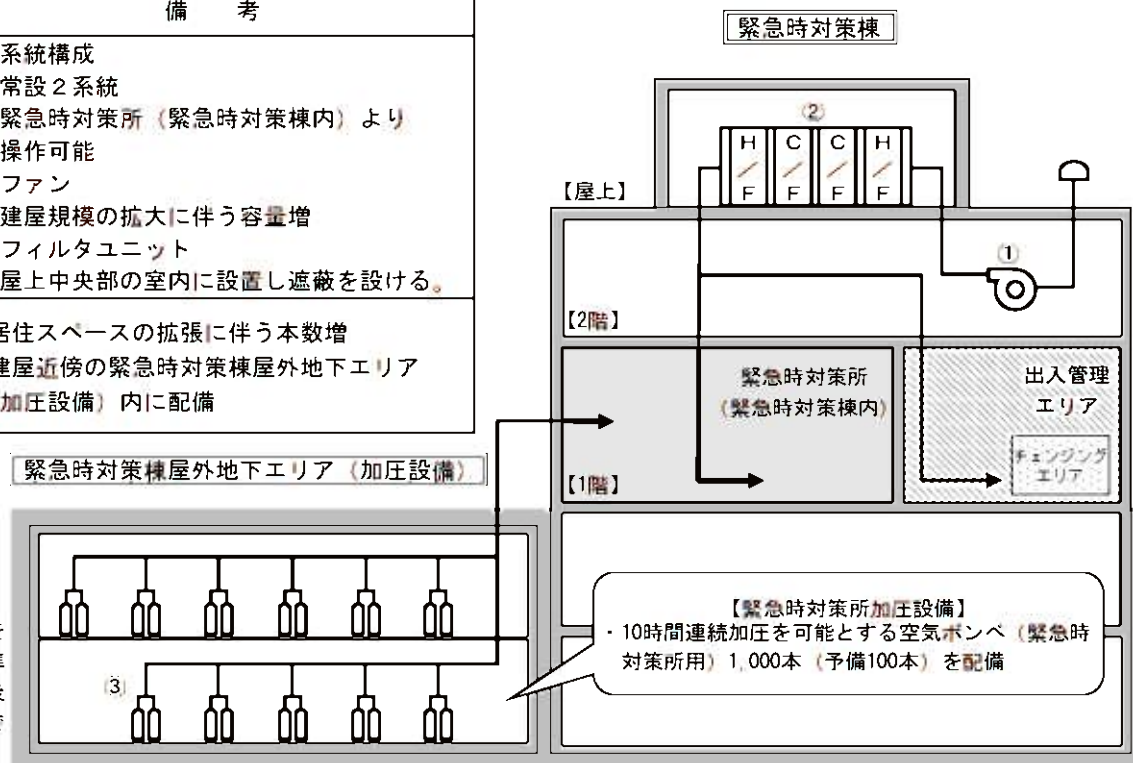 備　考
系統構成
常設２系統
緊急時対策所（緊急時対策棟内）より
操作可能
ファン
建屋規模の拡大に伴う容量増
フィルタユニット
屋上中央部の室内に設置し遮蔽を設ける。
居住スペースの拡張に伴う本数増
建屋近傍の緊急時対策棟屋外地下エリア
加圧設備）内に配備
緊急時対策棟
②
H/F C/F C/F H/F
【屋上】
①
【2階】
緊急時対策所
（緊急時対策棟内）
出入管理
エリア
チェンジング
エリア
【1階】
緊急時対策棟屋外地下エリア（加圧設備）
③
【緊急時対策所加圧設備】
・10時間連続加圧を可能とする空気ボンベ（緊急時
対策所用）1,000本（予備100本）を配備